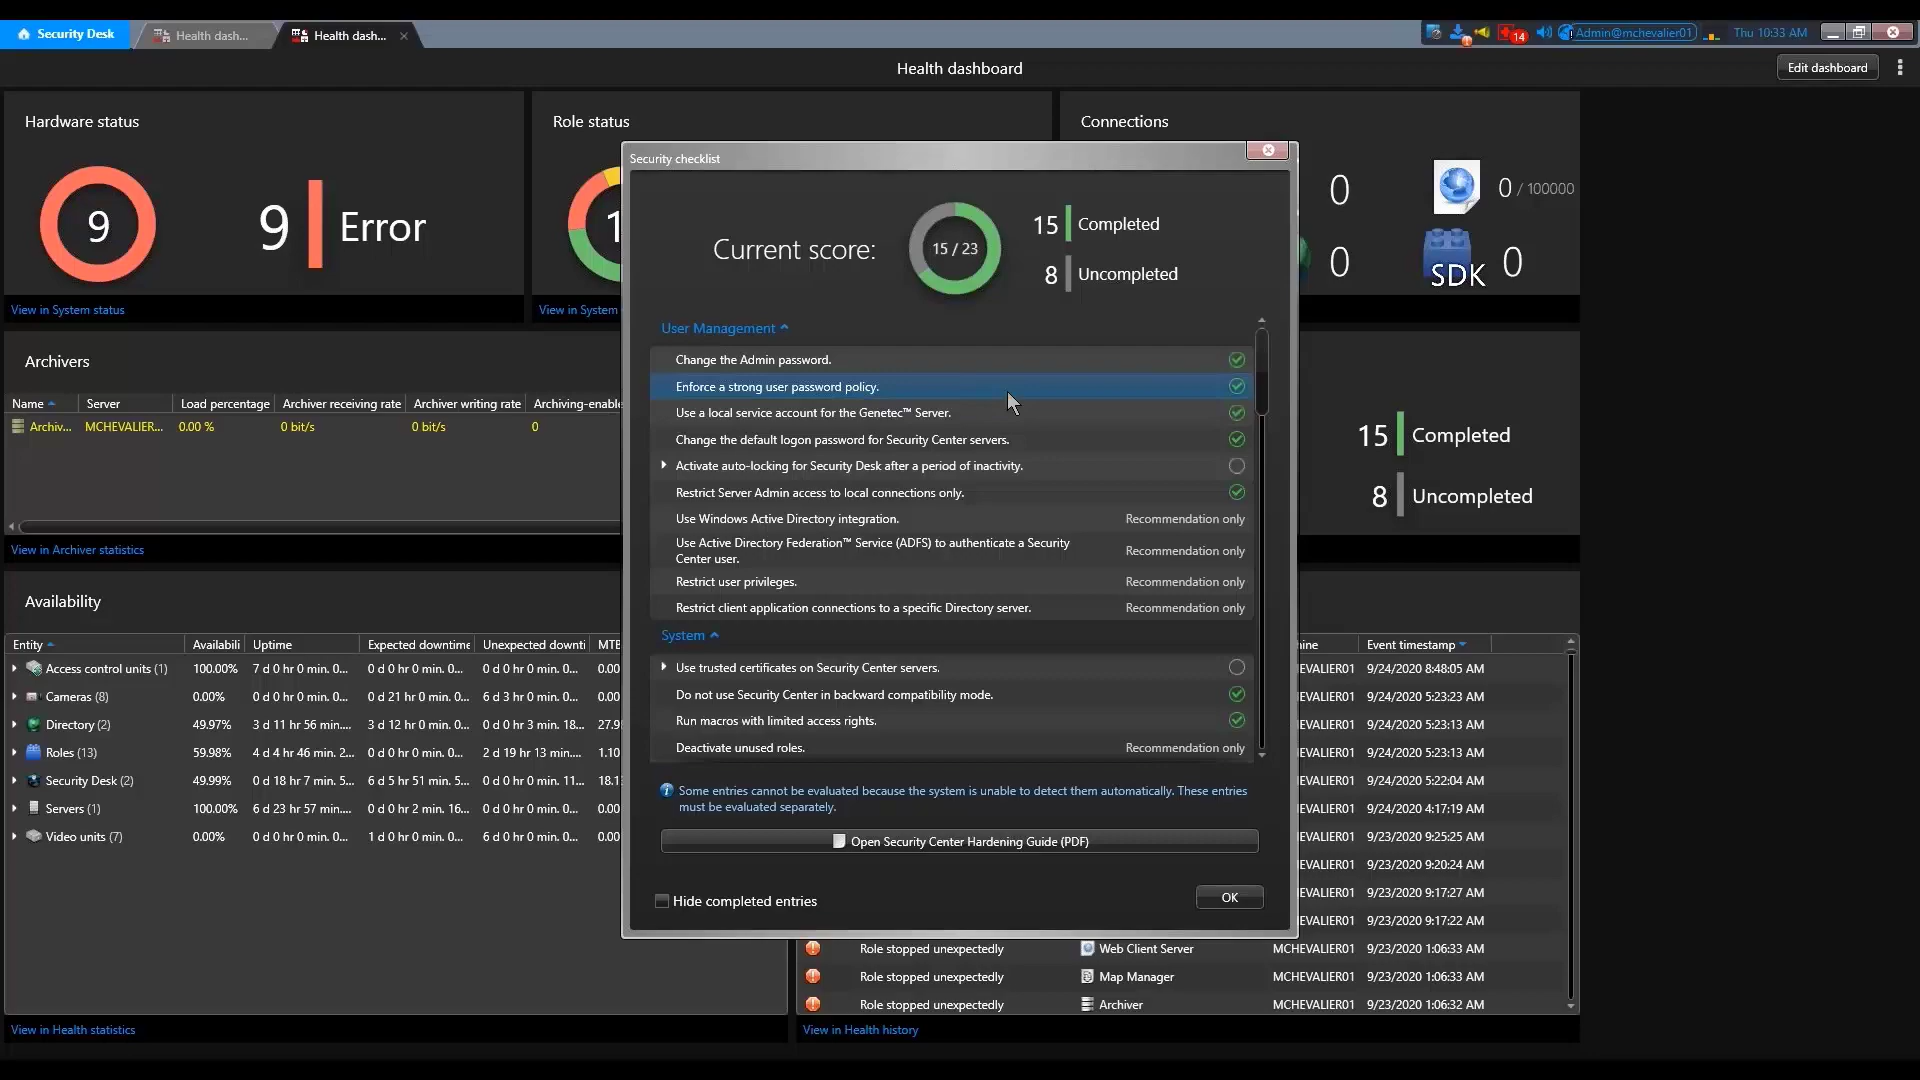 Security Desk
Health dash...
Health dash...
14
Admin@mchevalier01
Thu 10:33 AM
Health dashboard
Edit dashboard
Hardware status
9
9 Error
View in System status
Role status
1
View in System
Connections
0
0 / 100000
0
SDK 0
Archivers
Name Server Load percentage Archiver receiving rate Archiver writing rate Archiving-enable
Archiv... MCHEVALIER... 0.00 % 0 bit/s 0 bit/s 0
View in Archiver statistics
15 Completed
8 Uncompleted
Security checklist
Current score:
15 / 23
15 Completed
8 Uncompleted
User Management
Change the Admin password.
Enforce a strong user password policy.
Use a local service account for the Genetec™ Server.
Change the default logon password for Security Center servers.
Activate auto-locking for Security Desk after a period of inactivity.
Restrict Server Admin access to local connections only.
Use Windows Active Directory integration. Recommendation only
Use Active Directory Federation™ Service (ADFS) to authenticate a Security
Center user. Recommendation only
Restrict user privileges. Recommendation only
Restrict client application connections to a specific Directory server. Recommendation only
System
Use trusted certificates on Security Center servers.
Do not use Security Center in backward compatibility mode.
Run macros with limited access rights.
Deactivate unused roles. Recommendation only
Some entries cannot be evaluated because the system is unable to detect them automatically. These entries
must be evaluated separately.
Open Security Center Hardening Guide (PDF)
Hide completed entries
OK
Availability
Entity Availabili Uptime Expected downtime Unexpected downti MTB
Access control units (1) 100.00% 7 d 0 hr 0 min. 0... 0 d 0 hr 0 min. 0... 0 d 0 hr 0 min. 0... 0.00
Cameras (8) 0.00% 0 d 0 hr 0 min. 0... 0 d 21 hr 0 min. 0... 6 d 3 hr 0 min. 0... 0.00
Directory (2) 49.97% 3 d 11 hr 56 min.... 3 d 12 hr 0 min. 0... 0 d 0 hr 3 min. 18... 27.9
Roles (13) 59.98% 4 d 4 hr 46 min. 2... 0 d 0 hr 0 min. 0... 2 d 19 hr 13 min.... 1.10
Security Desk (2) 49.99% 0 d 18 hr 7 min. 5... 6 d 5 hr 51 min. 5... 0 d 0 hr 0 min. 11... 18.1
Servers (1) 100.00% 6 d 23 hr 57 min.... 0 d 0 hr 2 min. 16... 0 d 0 hr 0 min. 0... 0.00
Video units (7) 0.00% 0 d 0 hr 0 min. 0... 1 d 0 hr 0 min. 0... 6 d 0 hr 0 min. 0... 0.00
View in Health statistics
ine Event timestamp
EVALIER01 9/24/2020 8:48:05 AM
EVALIER01 9/24/2020 5:23:23 AM
EVALIER01 9/24/2020 5:23:13 AM
EVALIER01 9/24/2020 5:23:13 AM
EVALIER01 9/24/2020 5:22:04 AM
EVALIER01 9/24/2020 4:17:19 AM
EVALIER01 9/23/2020 9:25:25 AM
EVALIER01 9/23/2020 9:20:24 AM
EVALIER01 9/23/2020 9:17:27 AM
EVALIER01 9/23/2020 9:17:22 AM
Role stopped unexpectedly Web Client Server MCHEVALIER01 9/23/2020 1:06:33 AM
Role stopped unexpectedly Map Manager MCHEVALIER01 9/23/2020 1:06:33 AM
Role stopped unexpectedly Archiver MCHEVALIER01 9/23/2020 1:06:32 AM
View in Health history